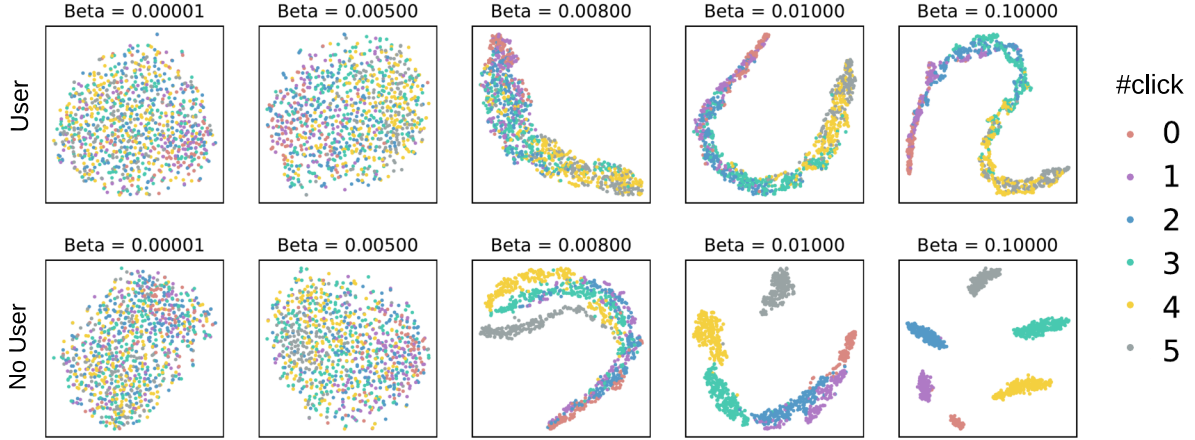 Beta = 0.00001 Beta = 0.00500 Beta = 0.00800 Beta = 0.01000 Beta = 0.10000
User
Beta = 0.00001 Beta = 0.00500 Beta = 0.00800 Beta = 0.01000 Beta = 0.10000
No User
#click
0
1
2
3
4
5